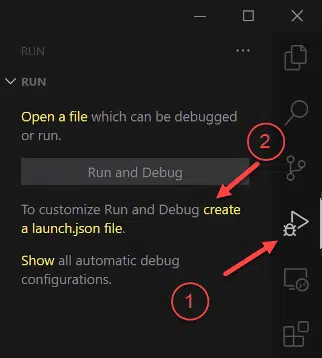 RUN
RUN
Open a file which can be debugged
or run.
2
Run and Debug
To customize Run and Debug create
a launch.json file.
Show all automatic debug
configurations.
1